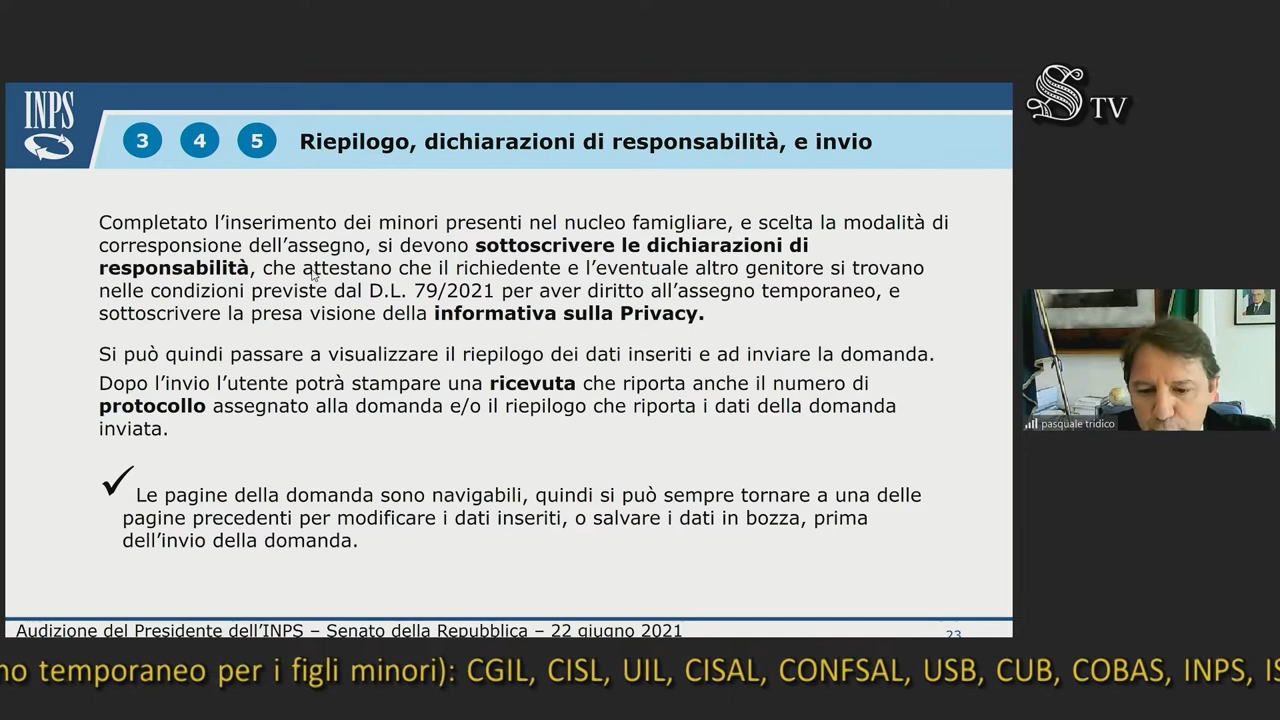 INPS
3 4 5 Riepilogo, dichiarazioni di responsabilità, e invio
S TV
Completato l’inserimento dei minori presenti nel nucleo famigliare, e scelta la modalità di
corresponsione dell’assegno, si devono sottoscrivere le dichiarazioni di
responsabilità, che attestano che il richiedente e l’eventuale altro genitore si trovano
nelle condizioni previste dal D.L. 79/2021 per aver diritto all’assegno temporaneo, e
sottoscrivere la presa visione della informativa sulla Privacy.
Si può quindi passare a visualizzare il riepilogo dei dati inseriti e ad inviare la domanda.
Dopo l’invio l’utente potrà stampare una ricevuta che riporta anche il numero di
protocollo assegnato alla domanda e/o il riepilogo che riporta i dati della domanda
inviata.
✓ Le pagine della domanda sono navigabili, quindi si può sempre tornare a una delle
pagine precedenti per modificare i dati inseriti, o salvare i dati in bozza, prima
dell’invio della domanda.
pasquale tridico
Audizione del Presidente dell’INPS – Senato della Repubblica – 22 giugno 2021
23
no temporaneo per i figli minori): CGIL, CISL, UIL, CISAL, CONFSAL, USB, CUB, COBAS, INPS, IS